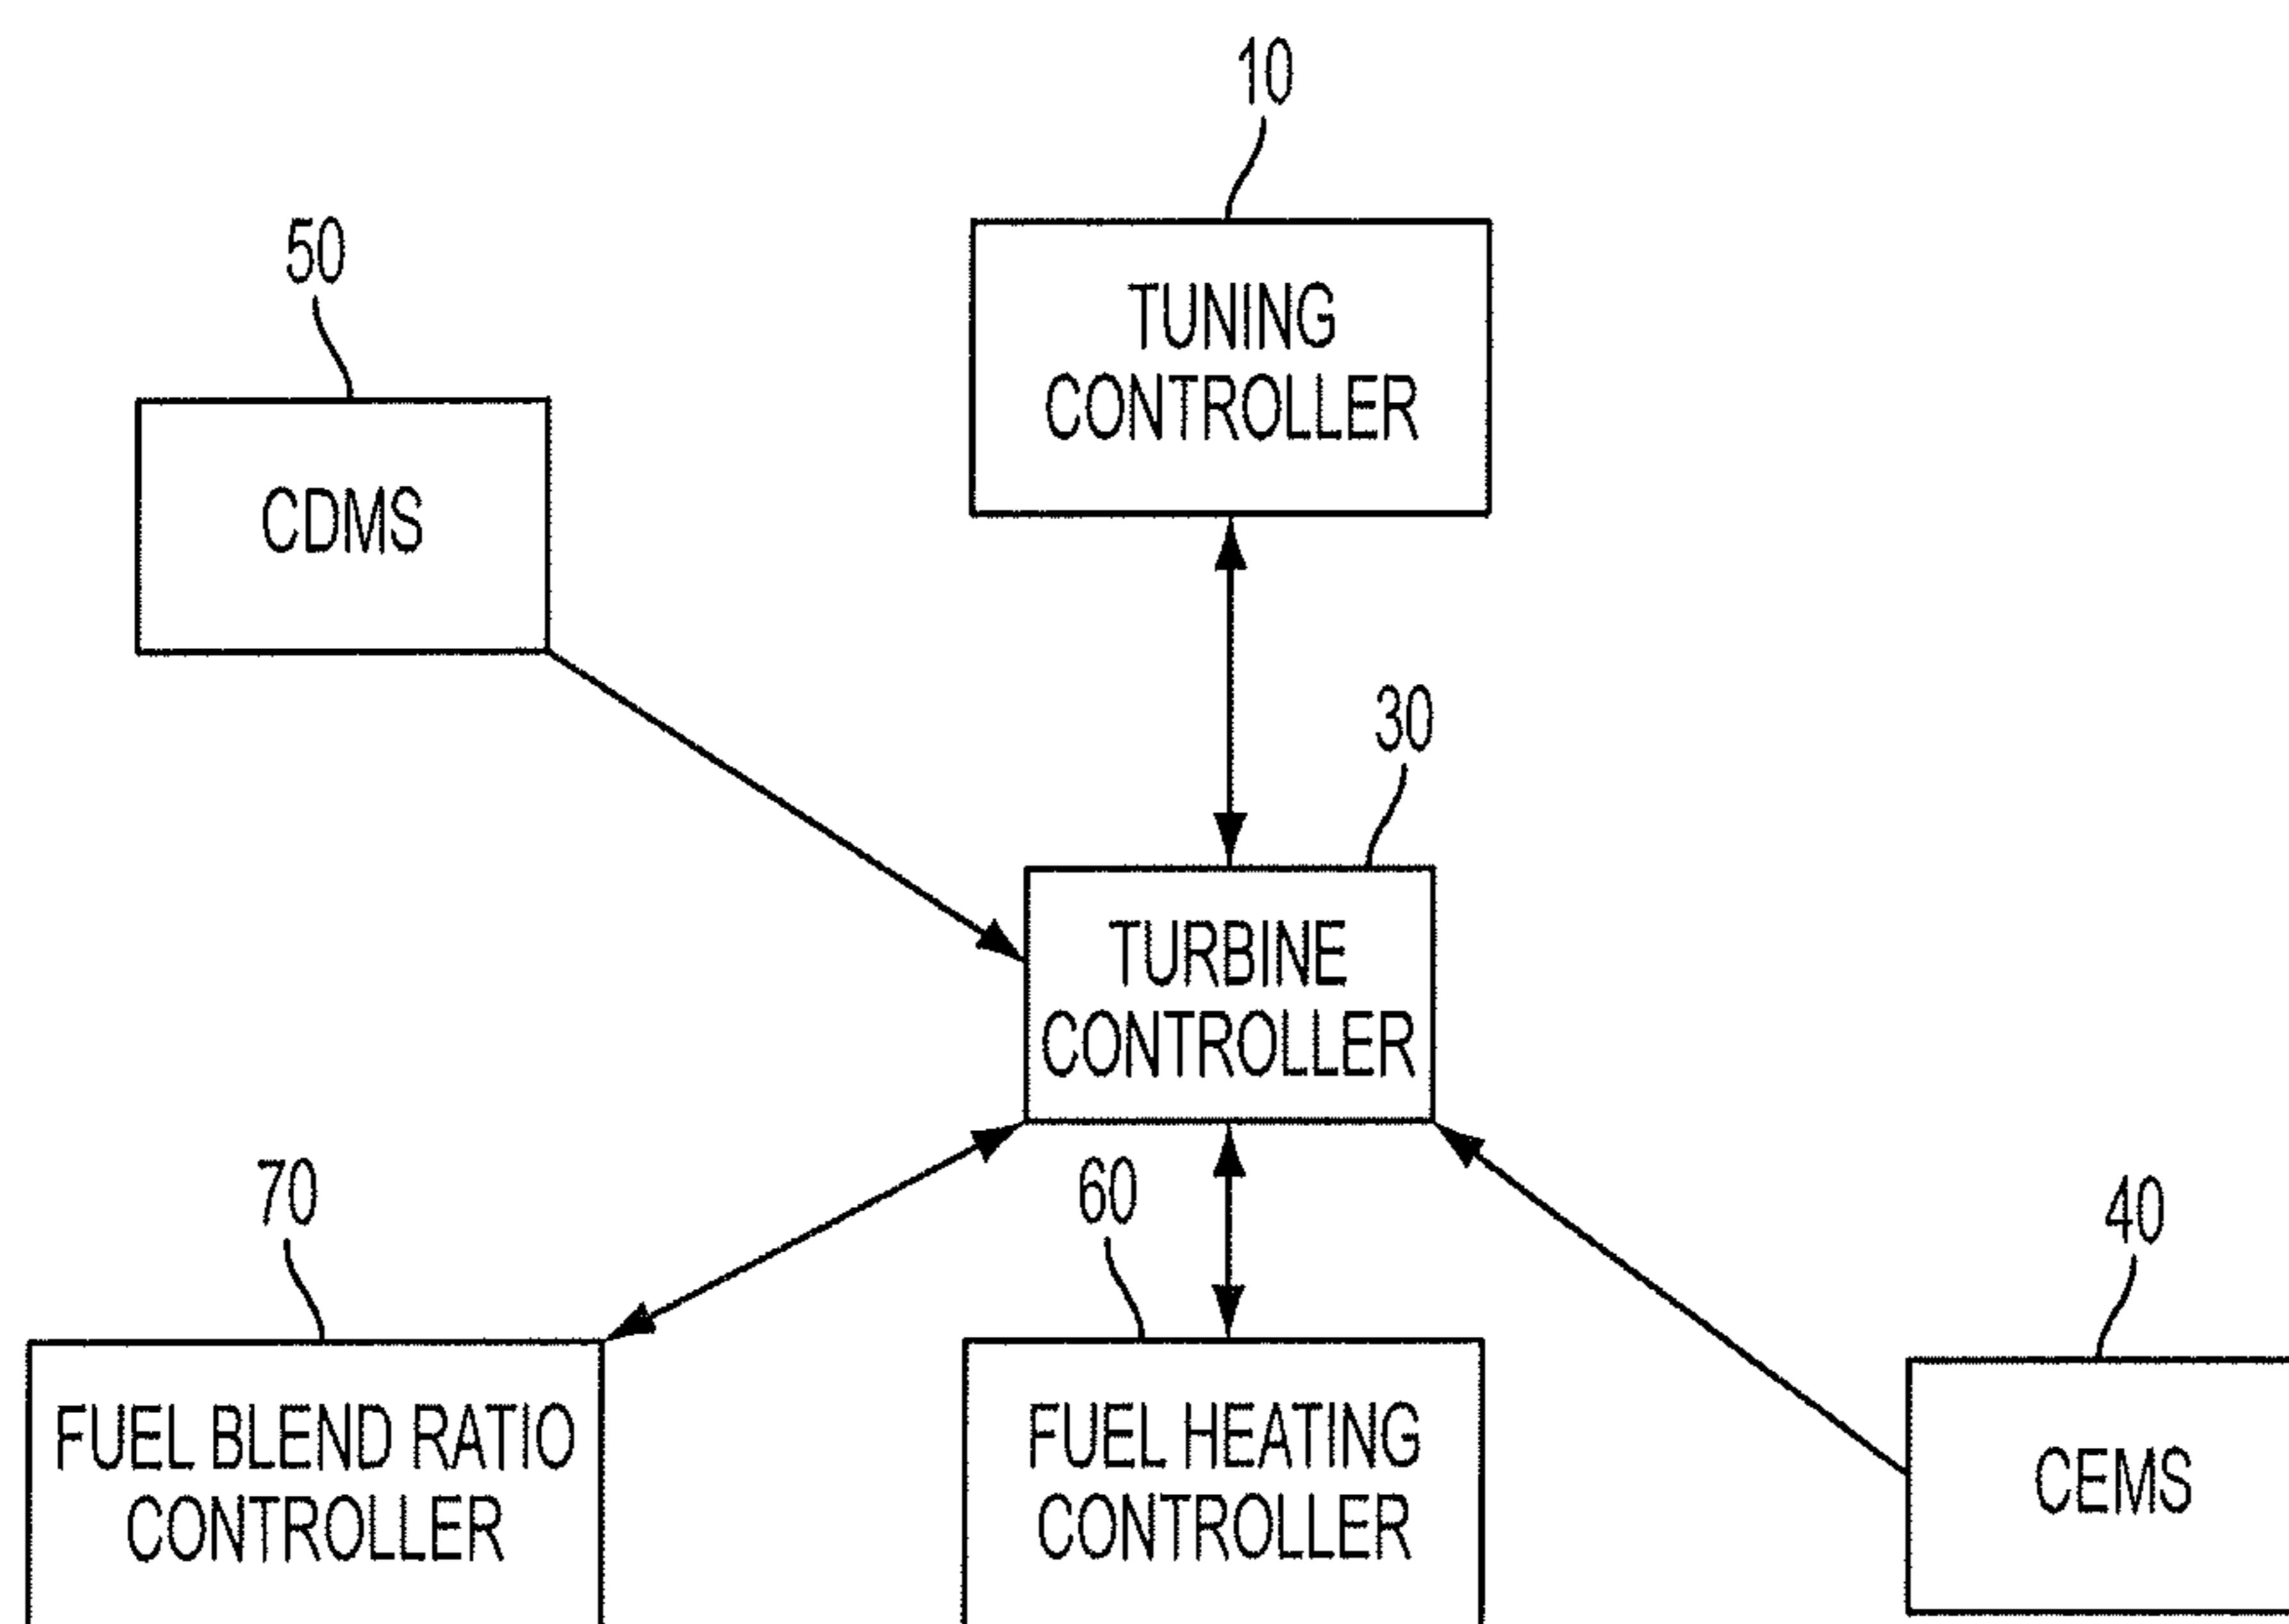 10
50
TUNING
CONTROLLER
CDMS
30
TURBINE
CONTROLLER
70
60
40
FUEL BLEND RATIO
CONTROLLER
FUEL HEATING
CONTROLLER
CEMS